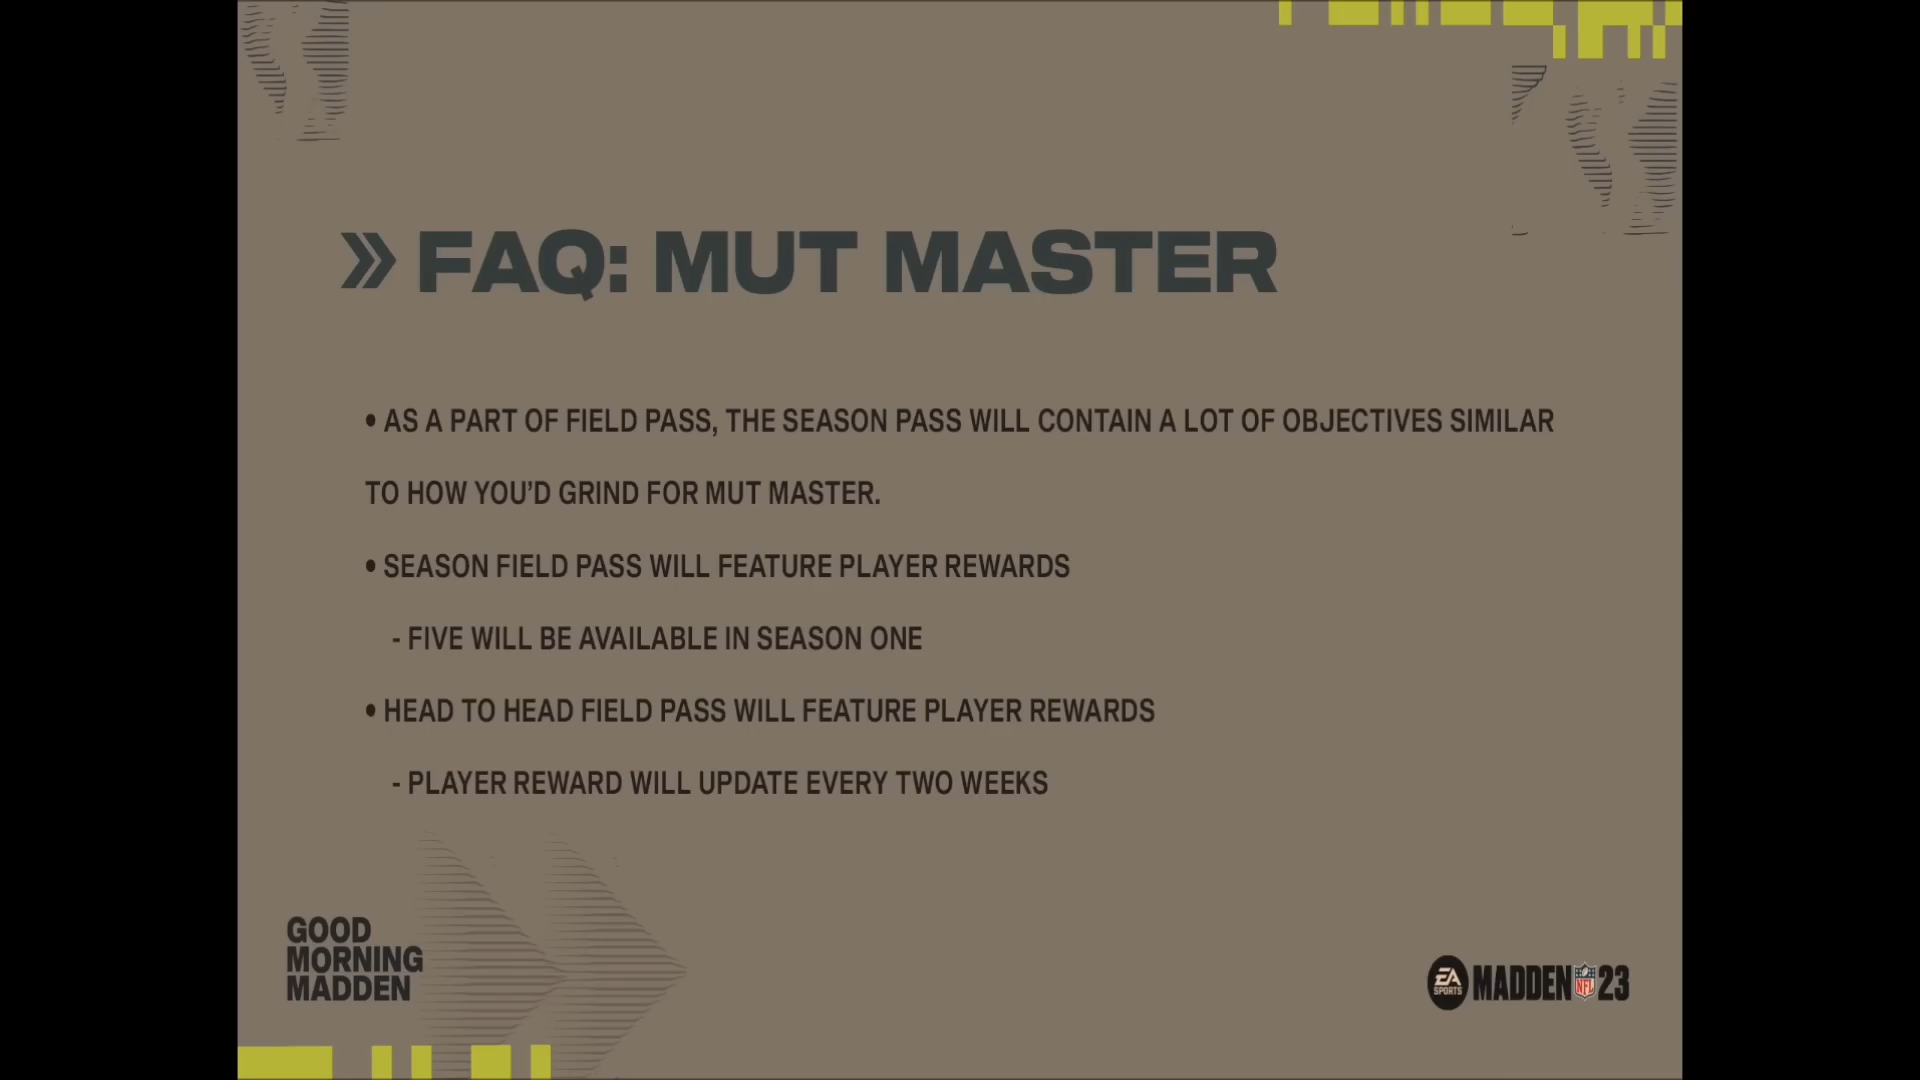 FAQ: MUT MASTER
• AS A PART OF FIELD PASS, THE SEASON PASS WILL CONTAIN A LOT OF OBJECTIVES SIMILAR
TO HOW YOU’D GRIND FOR MUT MASTER.
• SEASON FIELD PASS WILL FEATURE PLAYER REWARDS
- FIVE WILL BE AVAILABLE IN SEASON ONE
• HEAD TO HEAD FIELD PASS WILL FEATURE PLAYER REWARDS
- PLAYER REWARD WILL UPDATE EVERY TWO WEEKS
GOOD
MORNING
MADDEN
EA
SPORTS
MADDEN NFL 23